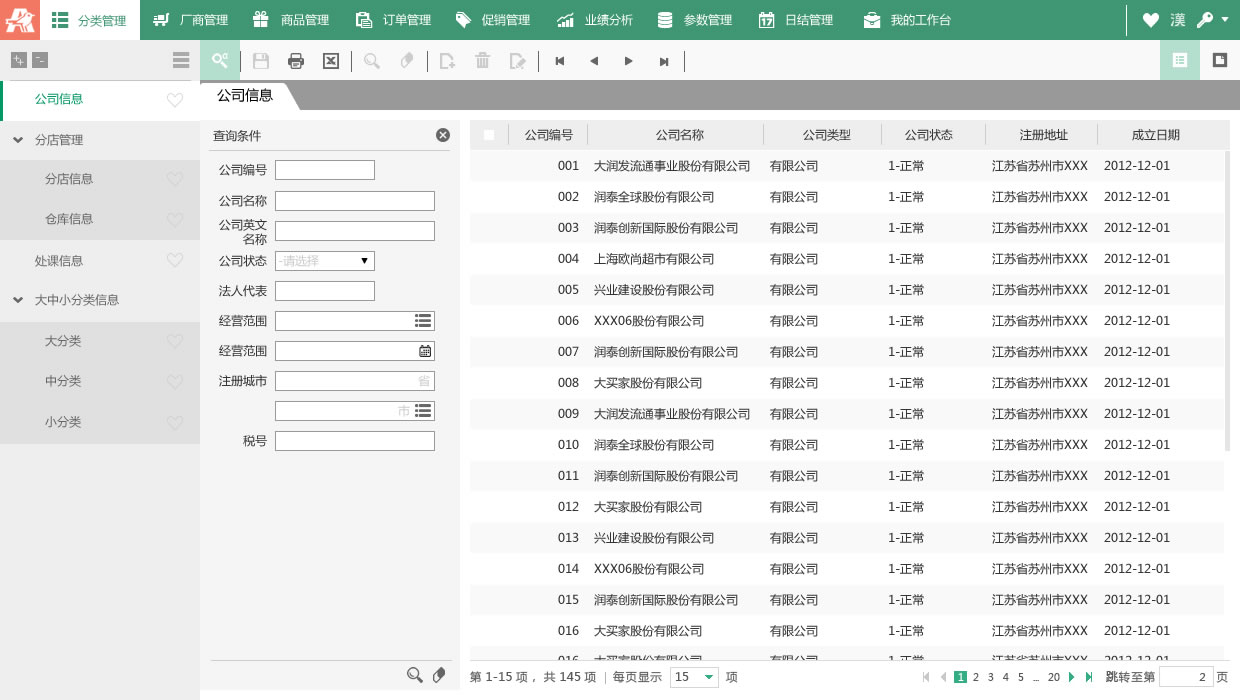 分类管理 厂商管理 商品管理 订单管理 促销管理 业绩分析 参数管理 日结管理 我的工作台 漢
公司信息
分店管理
分店信息
仓库信息
处课信息
大中小分类信息
大分类
中分类
小分类
公司信息
查询条件
公司编号
公司名称
公司英文
名称
公司状态 -请选择
法人代表
经营范围
经营范围
注册城市 省
市
税号
公司编号 公司名称 公司类型 公司状态 注册地址 成立日期
001 大润发流通事业股份有限公司 有限公司 1-正常 江苏省苏州市XXX 2012-12-01
002 润泰全球股份有限公司 有限公司 1-正常 江苏省苏州市XXX 2012-12-01
003 润泰创新国际股份有限公司 有限公司 1-正常 江苏省苏州市XXX 2012-12-01
004 上海欧尚超市有限公司 有限公司 1-正常 江苏省苏州市XXX 2012-12-01
005 兴业建设股份有限公司 有限公司 1-正常 江苏省苏州市XXX 2012-12-01
006 XXX06股份有限公司 有限公司 1-正常 江苏省苏州市XXX 2012-12-01
007 润泰创新国际股份有限公司 有限公司 1-正常 江苏省苏州市XXX 2012-12-01
008 大买家股份有限公司 有限公司 1-正常 江苏省苏州市XXX 2012-12-01
009 大润发流通事业股份有限公司 有限公司 1-正常 江苏省苏州市XXX 2012-12-01
010 润泰全球股份有限公司 有限公司 1-正常 江苏省苏州市XXX 2012-12-01
011 润泰创新国际股份有限公司 有限公司 1-正常 江苏省苏州市XXX 2012-12-01
012 大买家股份有限公司 有限公司 1-正常 江苏省苏州市XXX 2012-12-01
013 兴业建设股份有限公司 有限公司 1-正常 江苏省苏州市XXX 2012-12-01
014 XXX06股份有限公司 有限公司 1-正常 江苏省苏州市XXX 2012-12-01
015 润泰创新国际股份有限公司 有限公司 1-正常 江苏省苏州市XXX 2012-12-01
016 大买家股份有限公司 有限公司 1-正常 江苏省苏州市XXX 2012-12-01
016 大买家股份有限公司 有限公司 1-正常 江苏省苏州市XXX 2012-12-01
第 1-15 项， 共 145 项 | 每页显示 15 项 1 2 3 4 5 ... 20 跳转至第 2 页